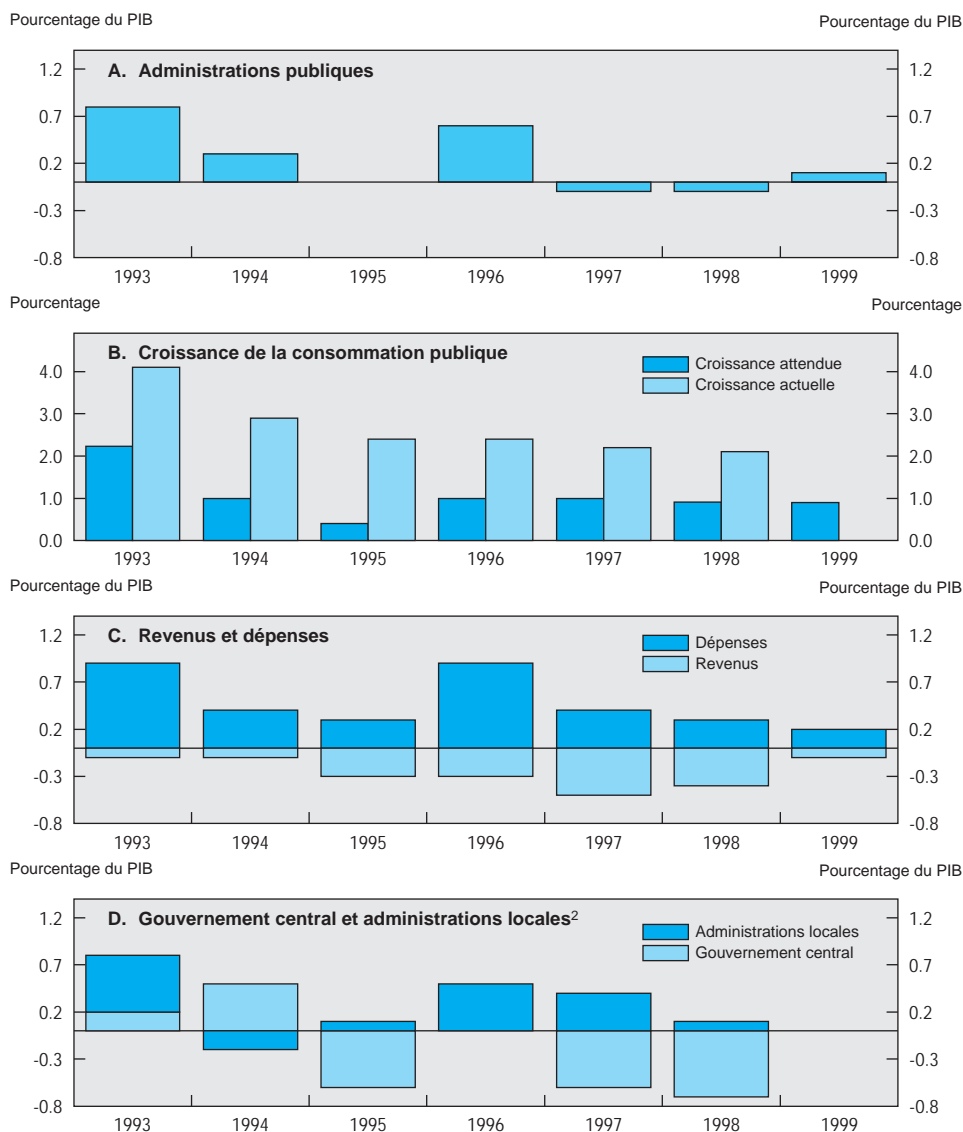 Pourcentage du PIB Pourcentage du PIB
A. Administrations publiques
1.2 1.2
0.7 0.7
0.2 0.2
-0.3 -0.3
-0.8 -0.8
1993 1994 1995 1996 1997 1998 1999
Pourcentage Pourcentage
B. Croissance de la consommation publique
Croissance attendue
Croissance actuelle
4.0 4.0
3.0 3.0
2.0 2.0
1.0 1.0
0.0 0.0
1993 1994 1995 1996 1997 1998 1999
Pourcentage du PIB Pourcentage du PIB
C. Revenus et dépenses
Dépenses
Revenus
1.2 1.2
0.7 0.7
0.2 0.2
-0.3 -0.3
-0.8 -0.8
1993 1994 1995 1996 1997 1998 1999
Pourcentage du PIB Pourcentage du PIB
D. Gouvernement central et administrations locales2
Administrations locales
Gouvernement central
1.2 1.2
0.7 0.7
0.2 0.2
-0.3 -0.3
-0.8 -0.8
1993 1994 1995 1996 1997 1998 1999